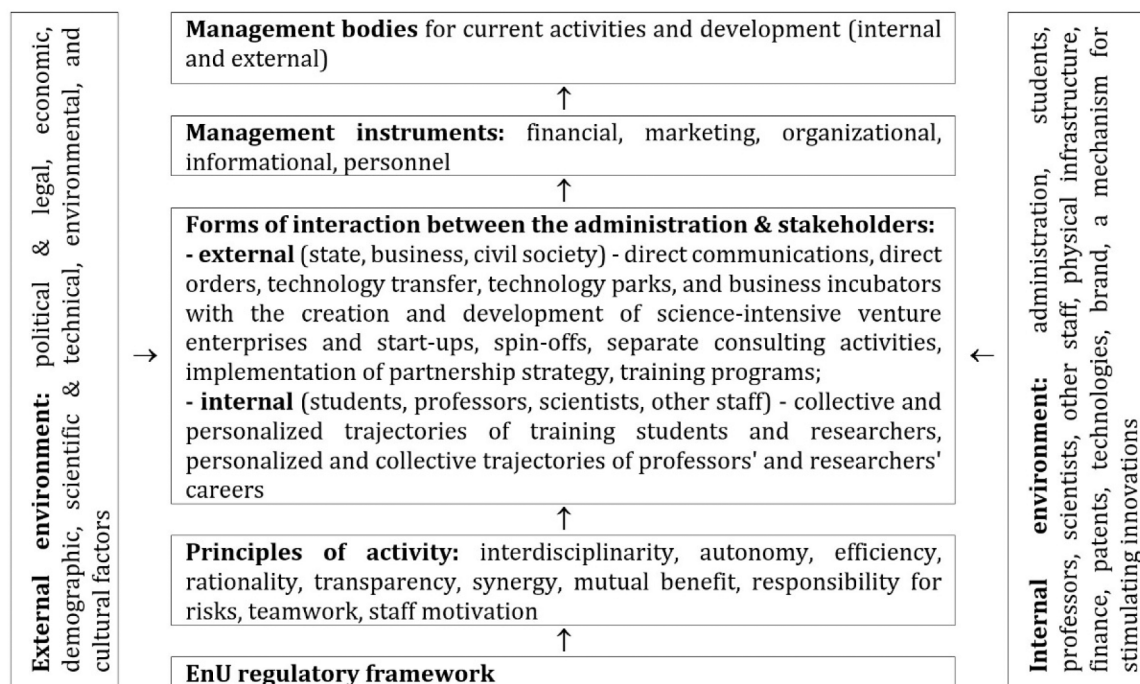 External environment: political & legal, economic,
demographic, scientific & technical, environmental, and
cultural factors
→
Management bodies for current activities and development (internal
and external)
↑
Management instruments: financial, marketing, organizational,
informational, personnel
↑
Forms of interaction between the administration & stakeholders:
- external (state, business, civil society) - direct communications, direct
orders, technology transfer, technology parks, and business incubators
with the creation and development of science-intensive venture
enterprises and start-ups, spin-offs, separate consulting activities,
implementation of partnership strategy, training programs;
- internal (students, professors, scientists, other staff) - collective and
personalized trajectories of training students and researchers,
personalized and collective trajectories of professors' and researchers'
careers
↑
Principles of activity: interdisciplinarity, autonomy, efficiency,
rationality, transparency, synergy, mutual benefit, responsibility for
risks, teamwork, staff motivation
↑
EnU regulatory framework
←
Internal environment: administration, students,
professors, scientists, other staff, physical infrastructure,
finance, patents, technologies, brand, a mechanism for
stimulating innovations